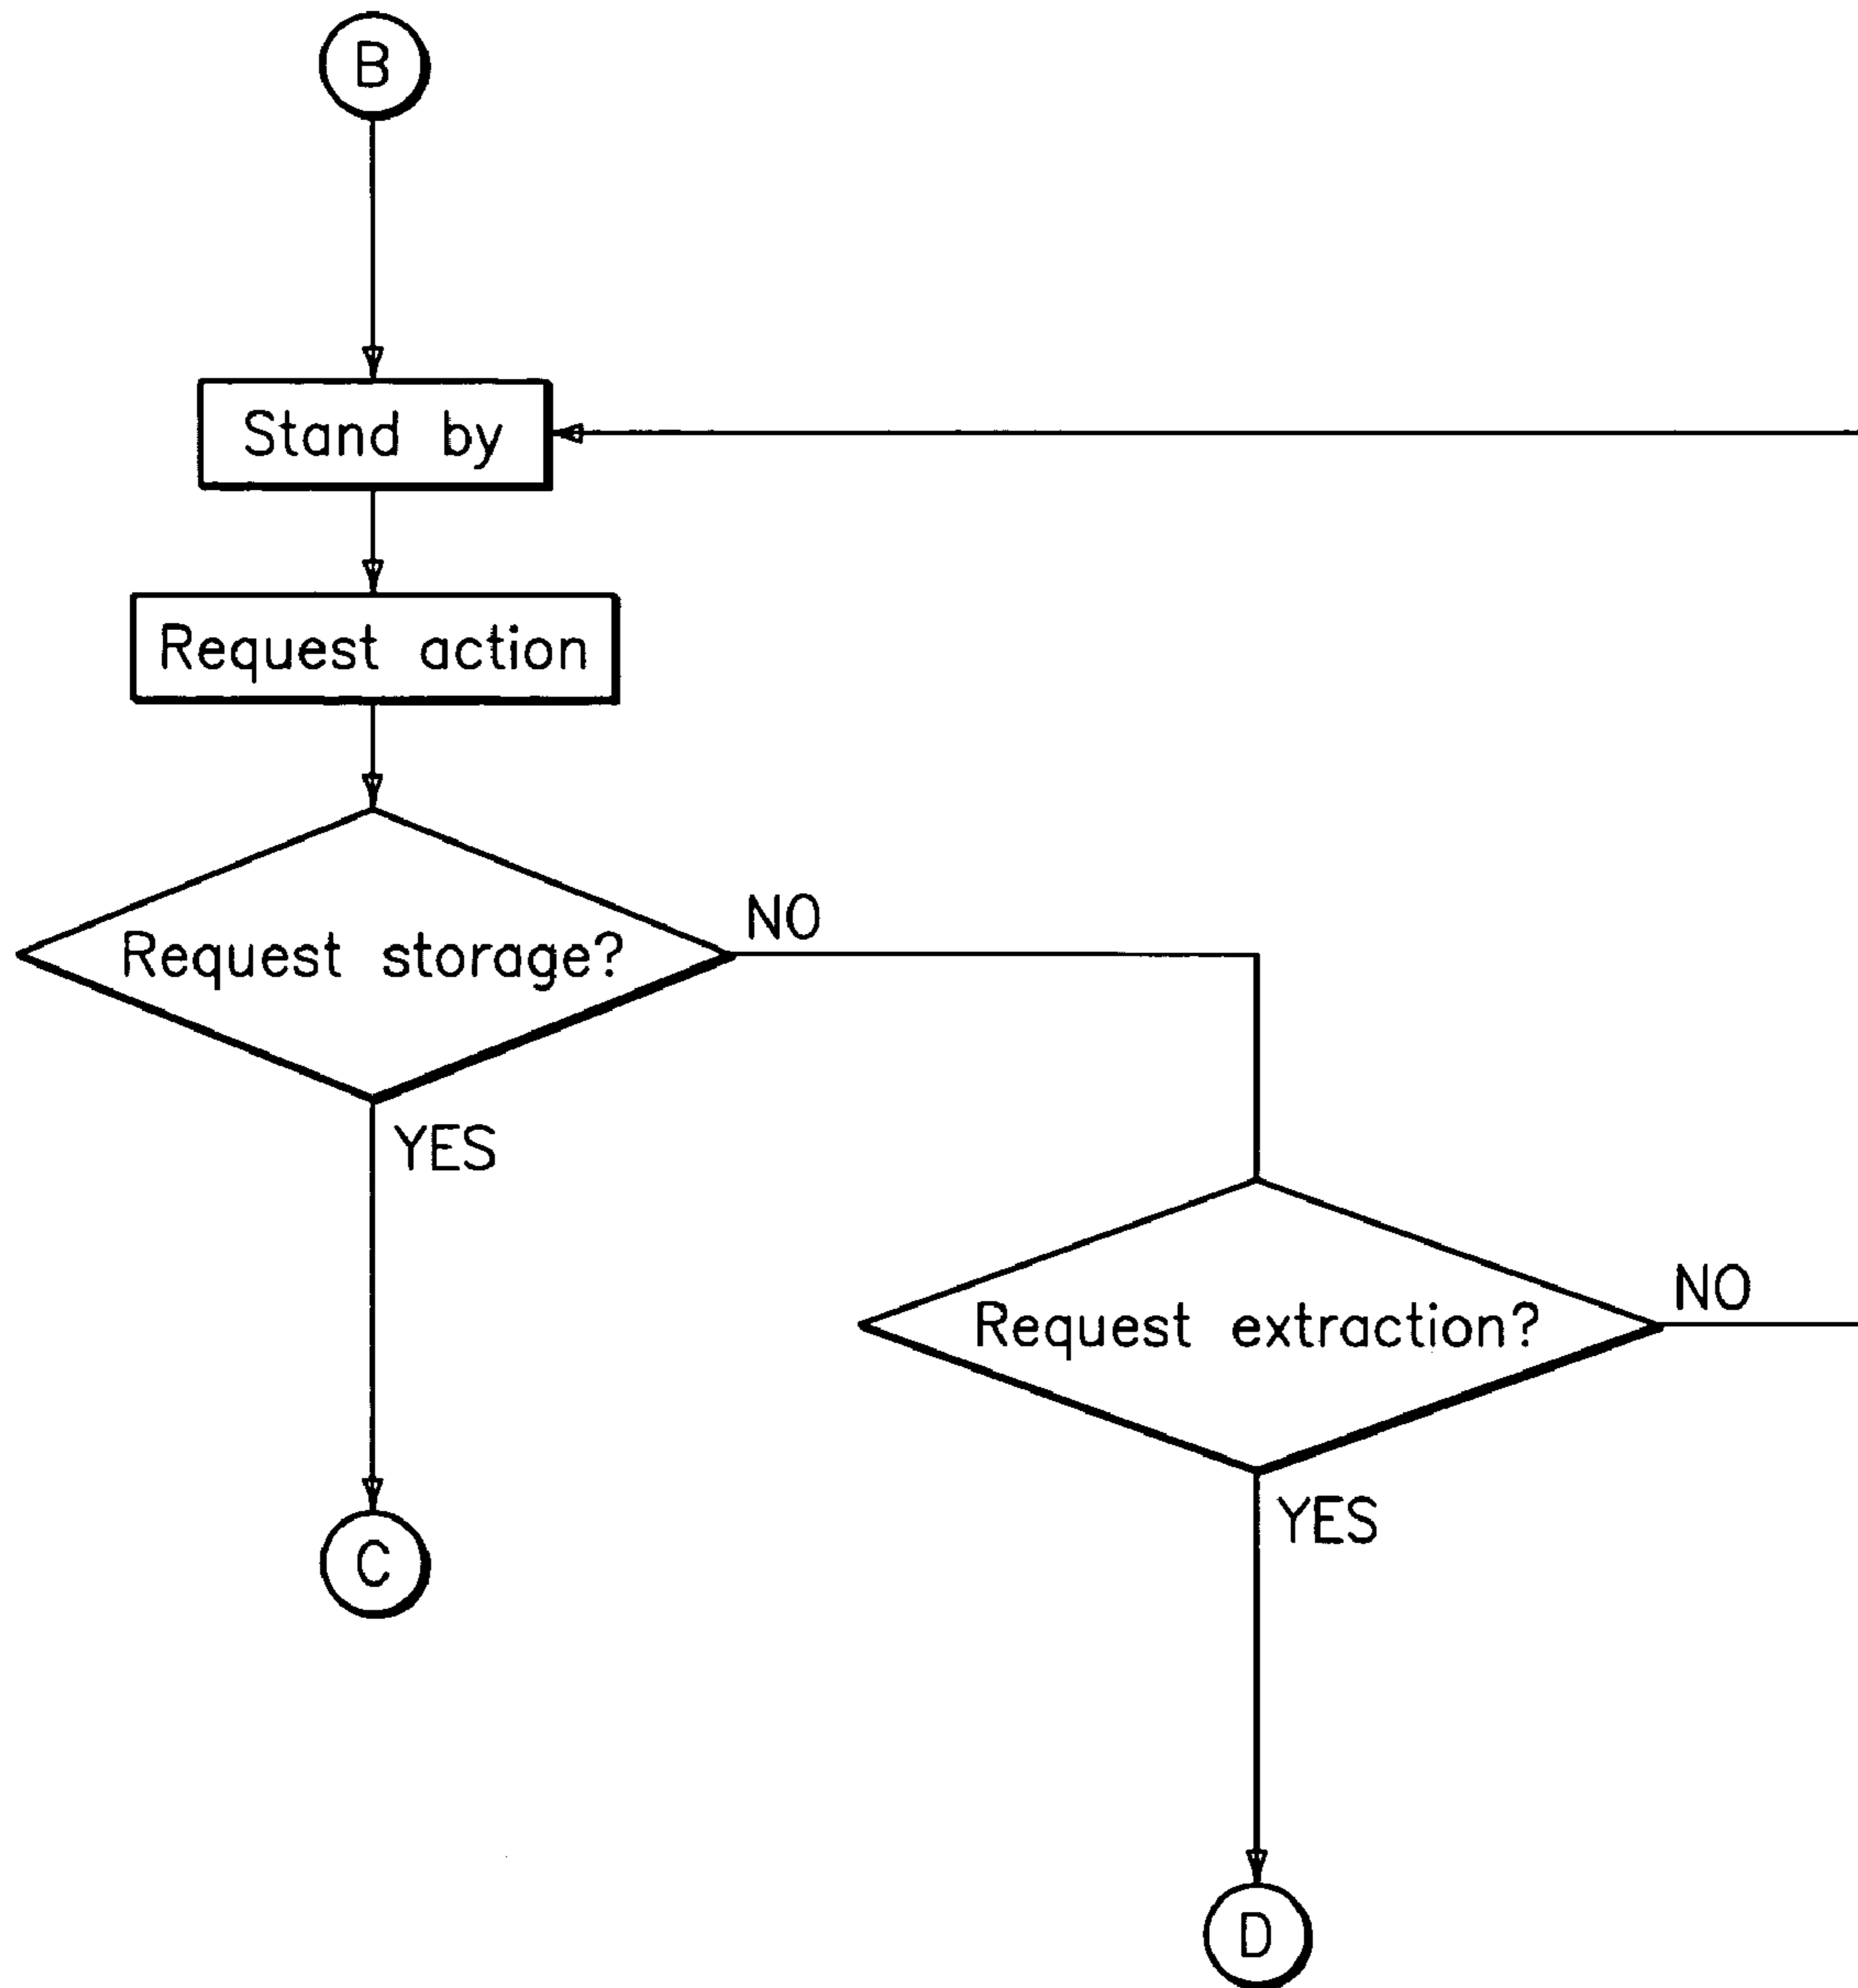 B
Stand by
Request action
NO
Request storage?
YES
NO
Request extraction?
YES
C
D